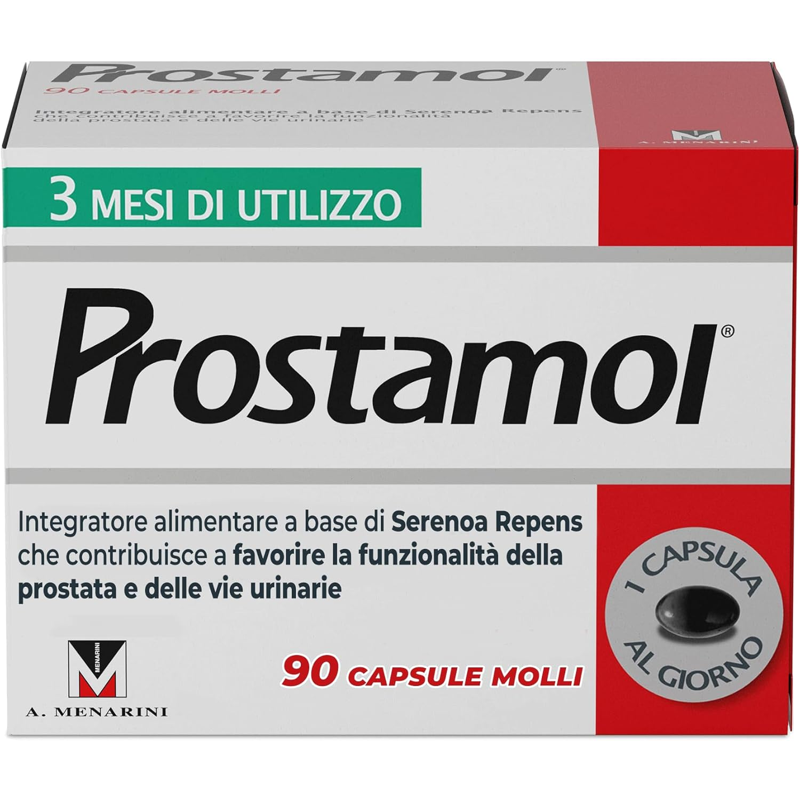 Prostamol
90 CAPSULE MOLLI
Integratore alimentare a base di Serenoa Repens
che contribuisce a favorire la funzionalità
della prostata e delle vie urinarie
A. MENARINI
3 MESI DI UTILIZZO
Prostamol®
Integratore alimentare a base di Serenoa Repens
che contribuisce a favorire la funzionalità della
prostata e delle vie urinarie
1 CAPSULA
AL GIORNO
MENARINI
A. MENARINI
90 CAPSULE MOLLI